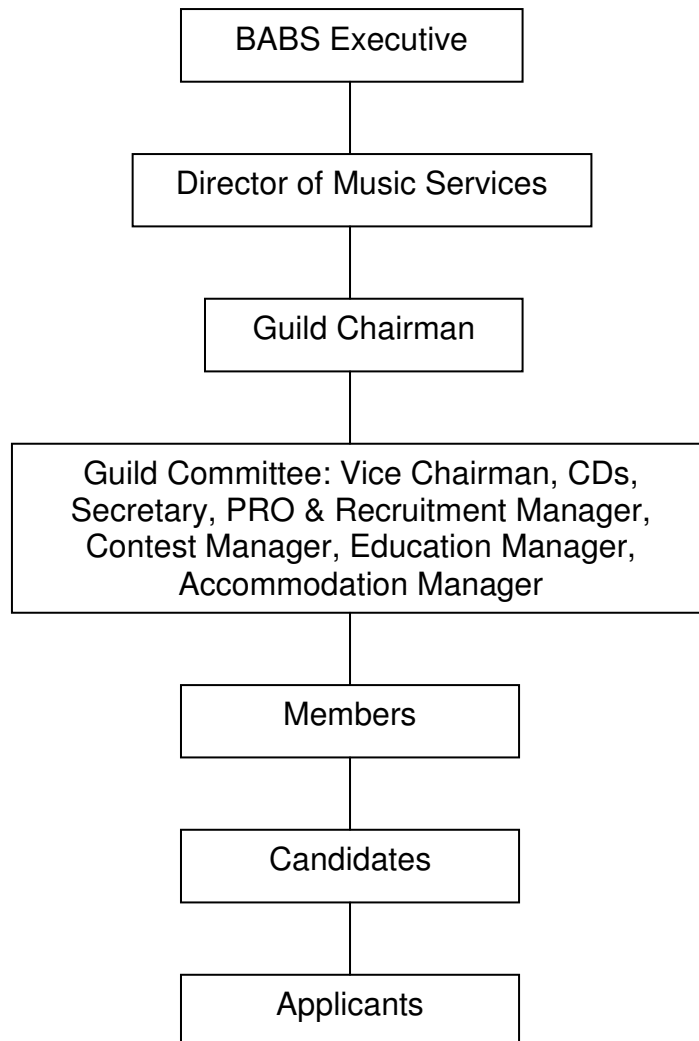 BABS Executive
Director of Music Services
Guild Chairman
Guild Committee: Vice Chairman, CDs,
Secretary, PRO & Recruitment Manager,
Contest Manager, Education Manager,
Accommodation Manager
Members
Candidates
Applicants